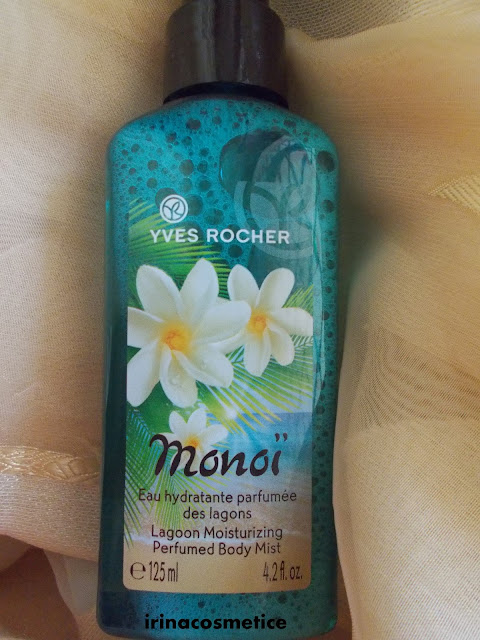 YVES ROCHER
Monoï
Eau hydratante parfumée
des lagons
Lagoon Moisturizing
Perfumed Body Mist
℮125 ml 4.2 fl. oz.
irinacosmetice